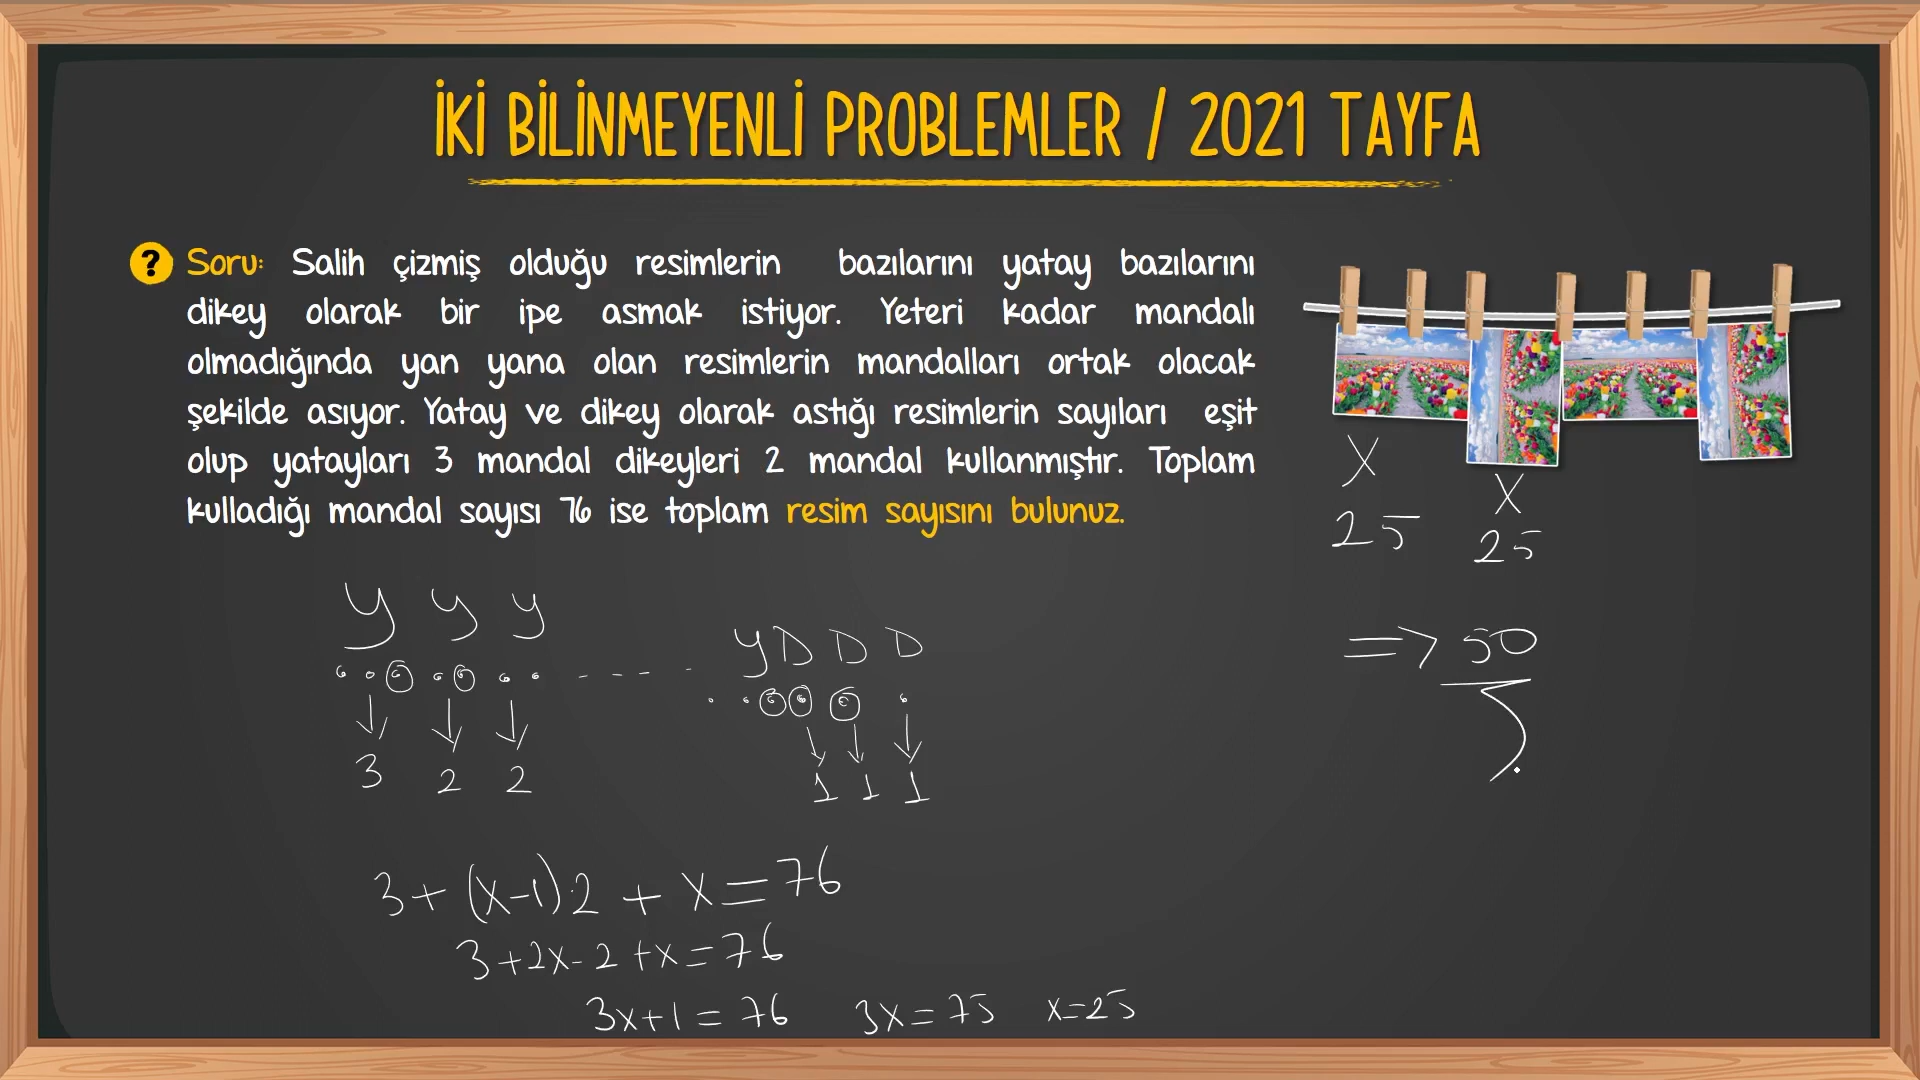 İKİ BİLİNMEYENLİ PROBLEMLER / 2021 TAYFA
? Soru: Salih çizmiş olduğu resimlerin bazılarını yatay bazılarını
dikey olarak bir ipe asmak istiyor. Yeteri kadar mandalı
olmadığında yan yana olan resimlerin mandalları ortak olacak
şekilde asıyor. Yatay ve dikey olarak astığı resimlerin sayıları eşit
olup yatayları 3 mandal dikeyleri 2 mandal kullanmıştır. Toplam
kulladığı mandal sayısı 76 ise toplam resim sayısını bulunuz.
X X
25 25
=> 50
y y y ---- y D D D
3 2 2 1 1 1
3+(x-1)2+x=76
3+2x-2+x=76
3x+1=76 3x=75 x=25